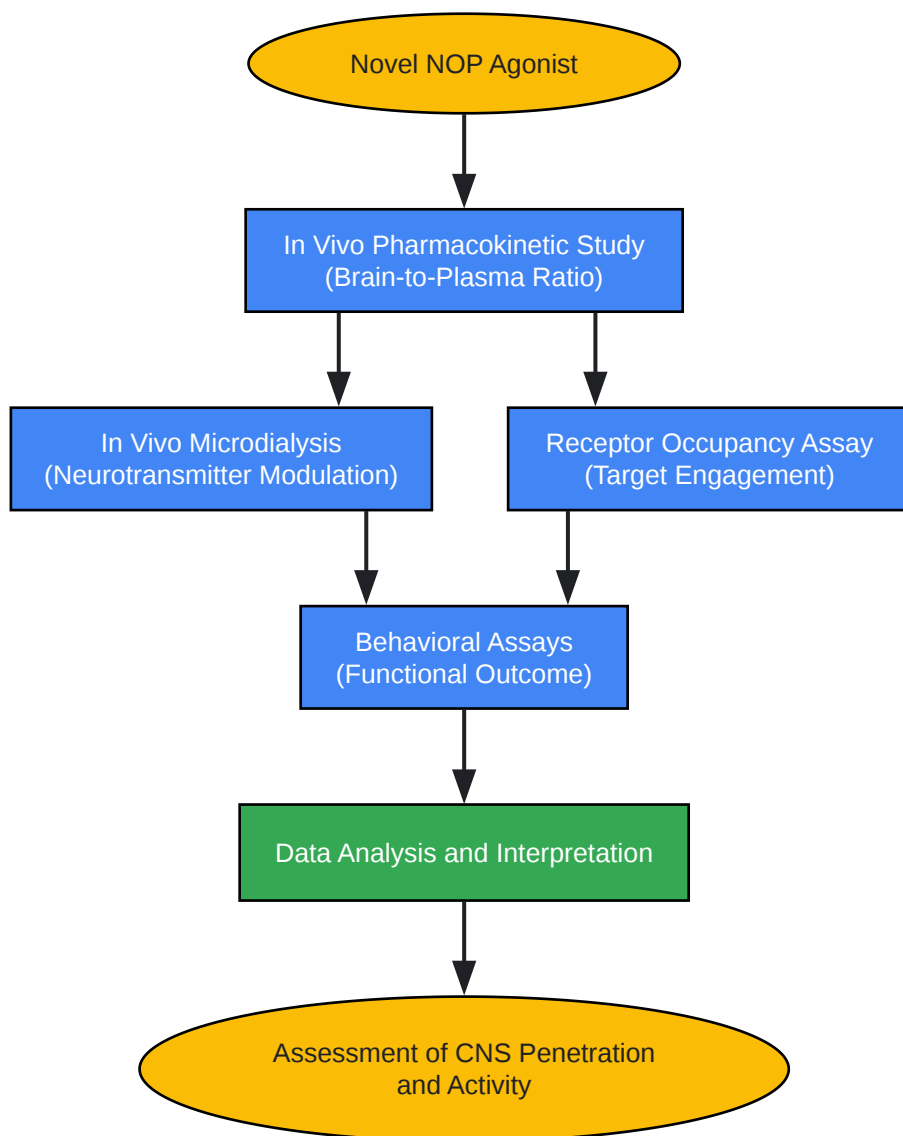 Novel NOP Agonist
In Vivo Pharmacokinetic Study
(Brain-to-Plasma Ratio)
In Vivo Microdialysis
(Neurotransmitter Modulation)
Receptor Occupancy Assay
(Target Engagement)
Behavioral Assays
(Functional Outcome)
Data Analysis and Interpretation
Assessment of CNS Penetration
and Activity